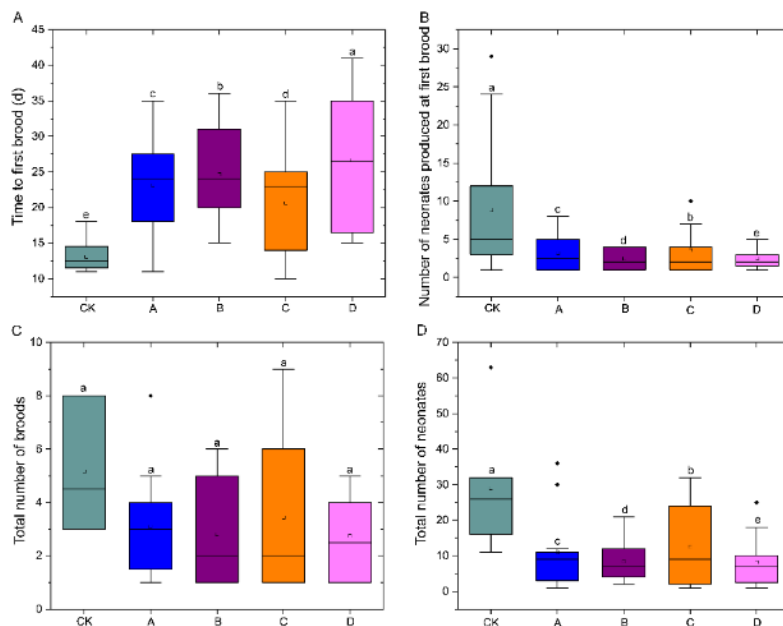 A
Time to first brood (d)
45
40
35
30
25
20
15
10
e
c
b
d
a
CK A B C D
B
Number of neonates produced at first brood
30
25
20
15
10
5
0
a
c
d
b
e
CK A B C D
C
Total number of broods
10
8
6
4
2
0
a
a
a
a
a
CK A B C D
D
Total number of neonates
70
60
50
40
30
20
10
0
a
c
d
b
e
CK A B C D